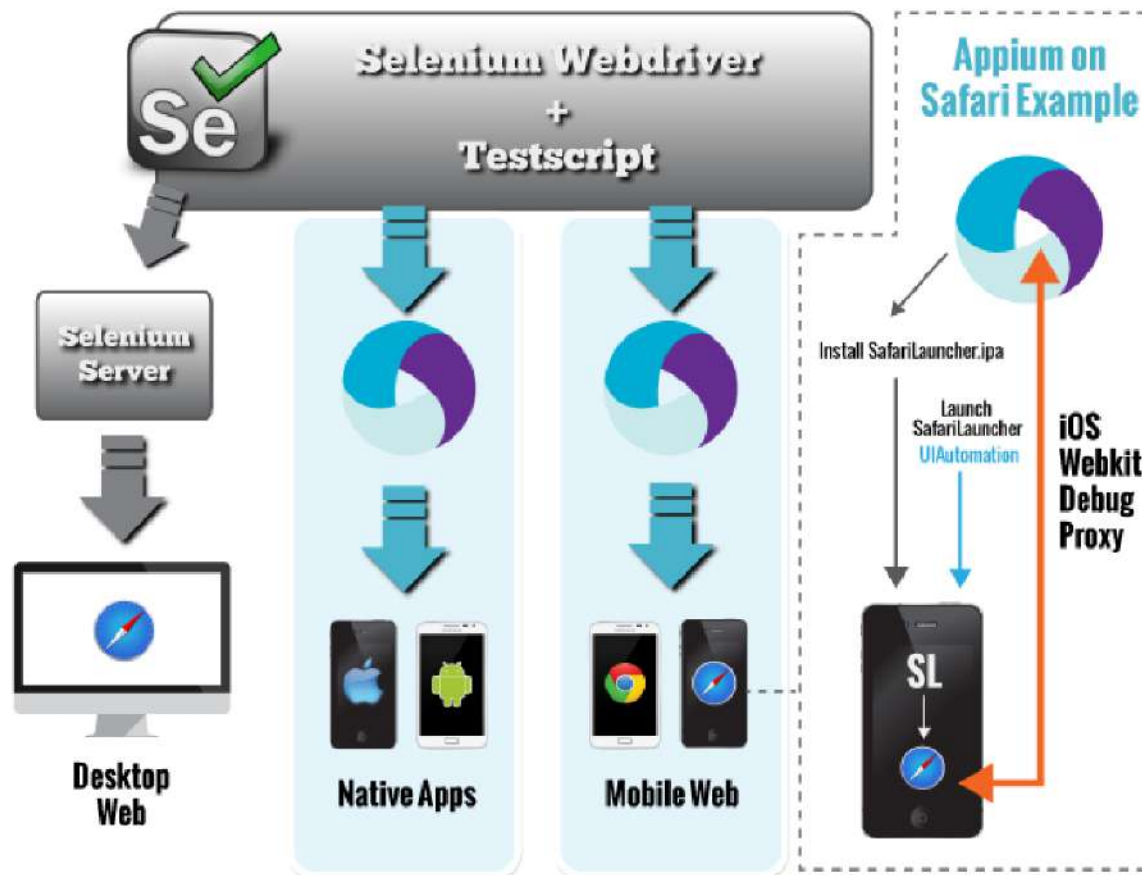 Se
Selenium Webdriver
+
Testscript
Appium on
Safari Example
Selenium
Server
Install SafariLauncher.ipa
Launch
SafariLauncher
UIAutomation
iOS
Webkit
Debug
Proxy
SL
Desktop
Web
Native Apps
Mobile Web